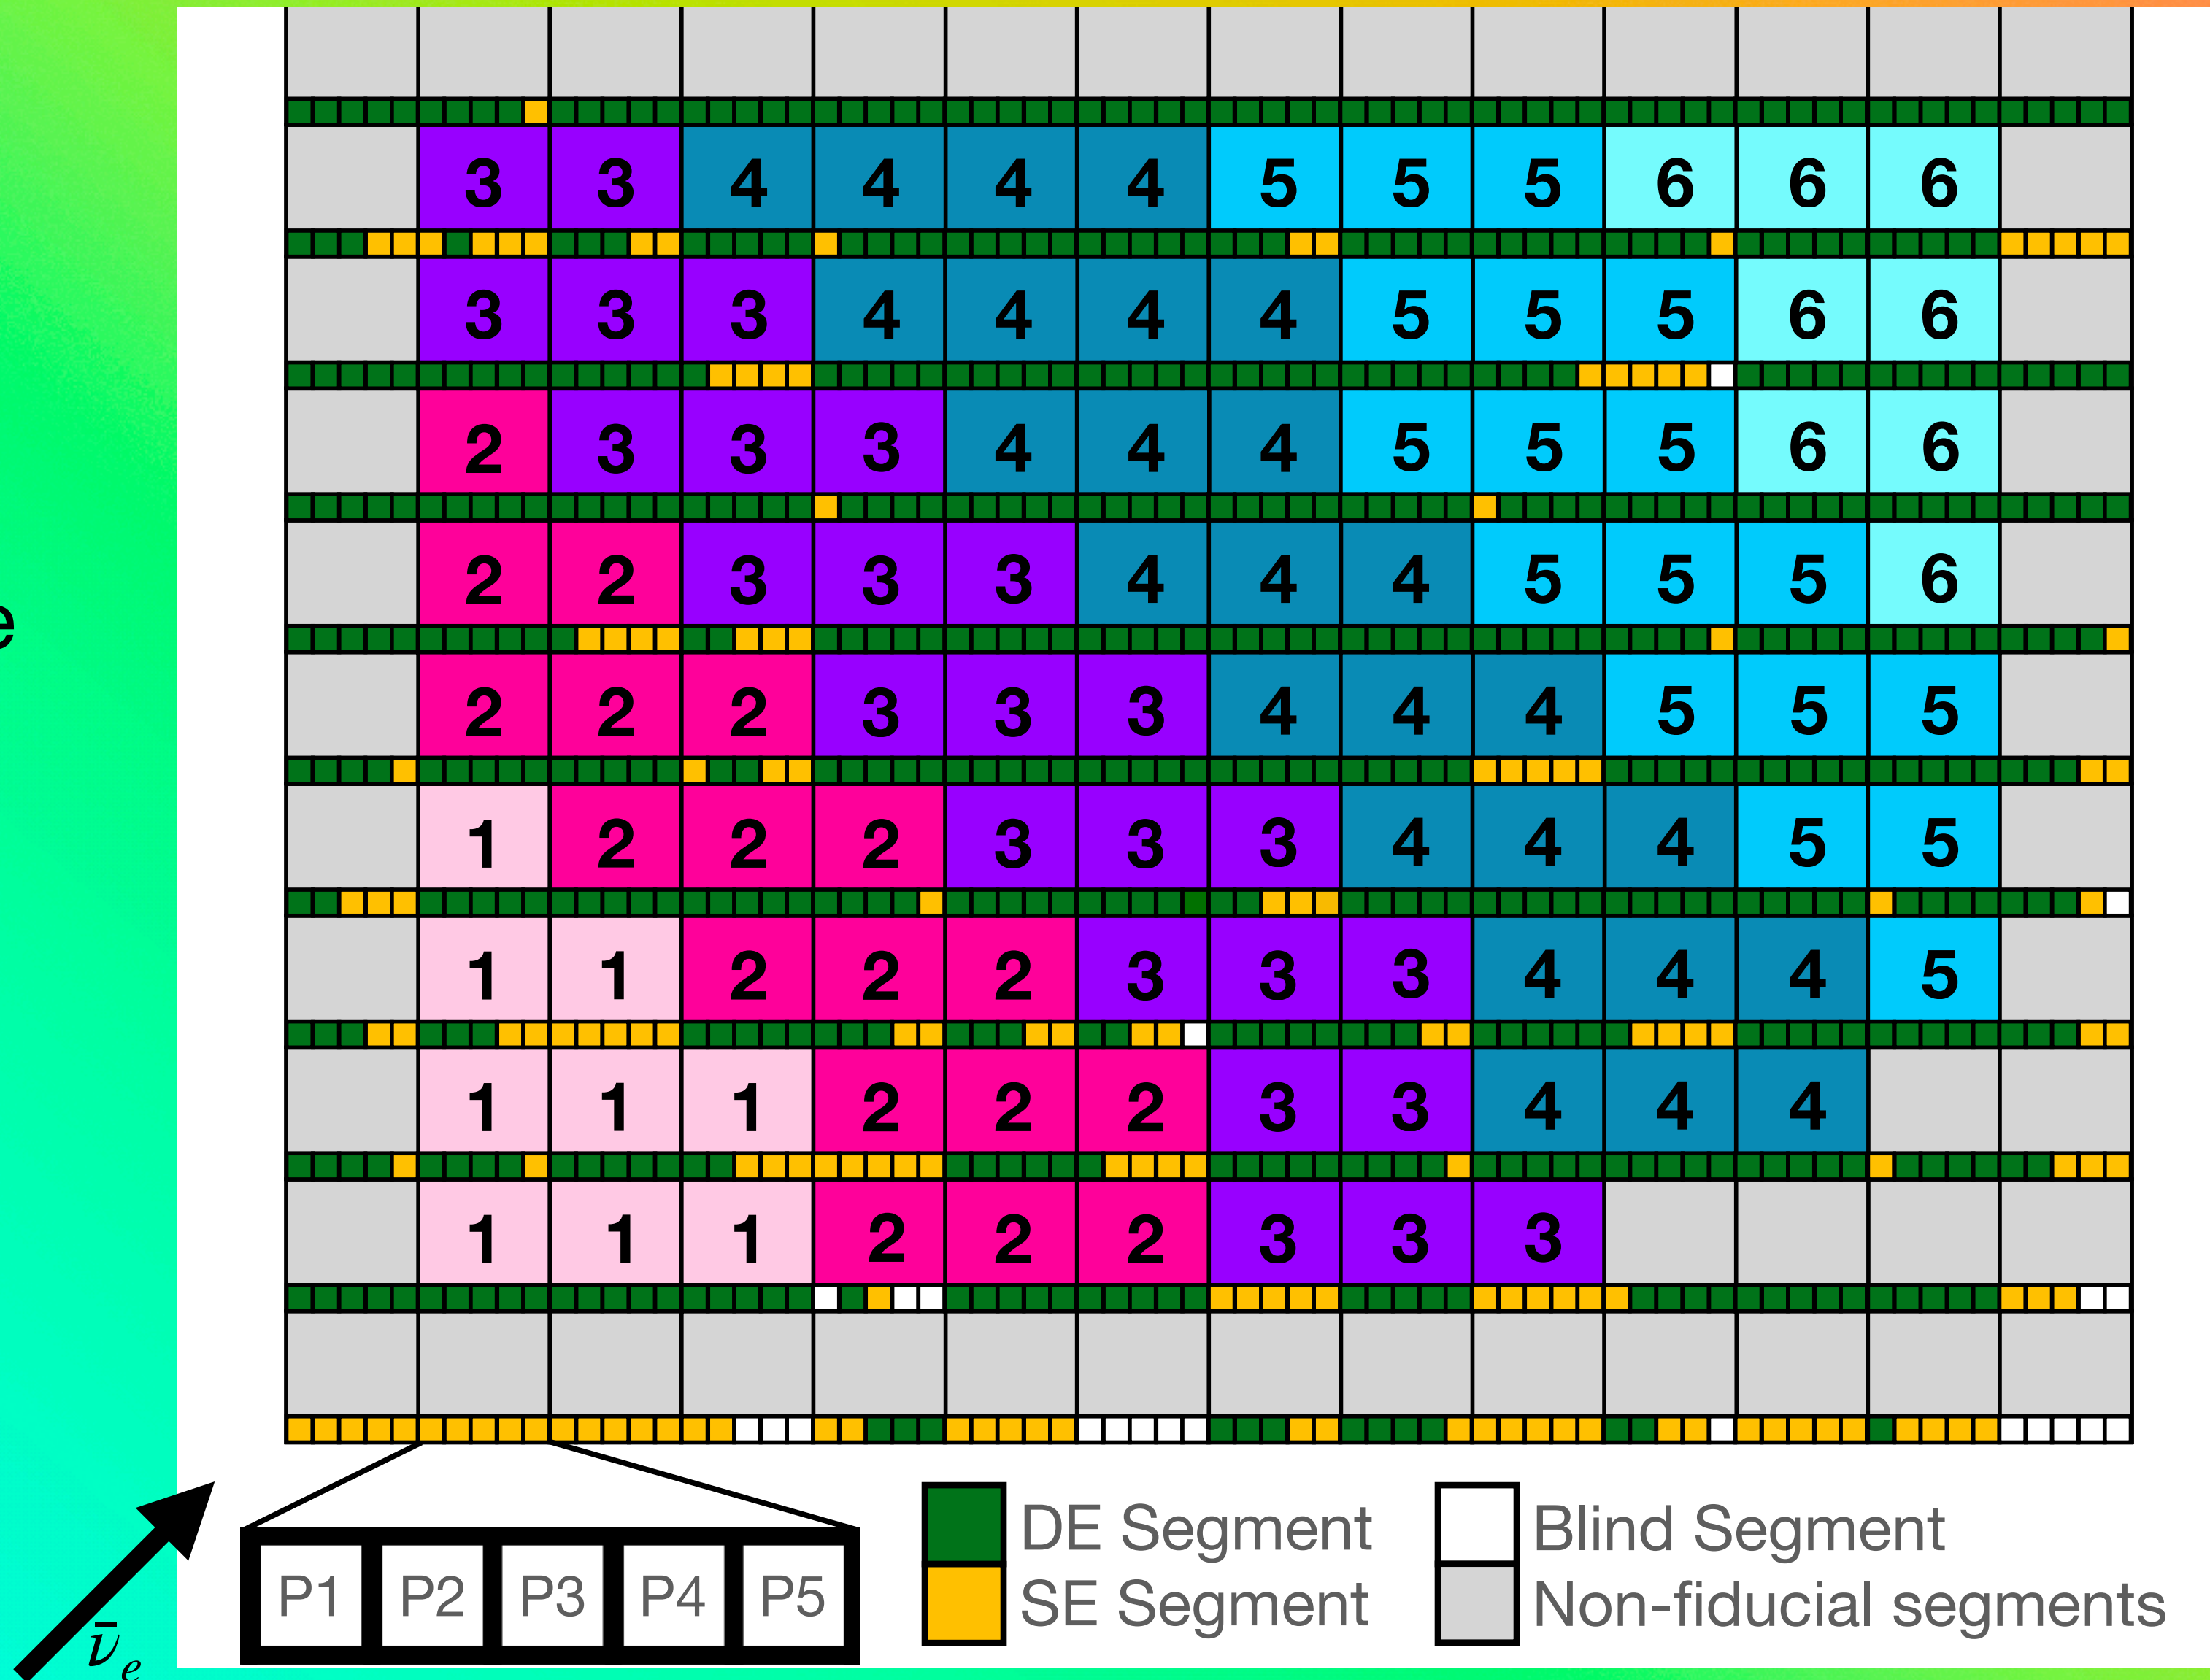 3 3 4 4 4 4 5 5 5 6 6 6
3 3 3 4 4 4 4 5 5 5 6 6
2 3 3 3 4 4 4 5 5 5 6 6
e
2 2 3 3 3 4 4 4 5 5 5 6
2 2 2 3 3 3 4 4 4 5 5 5
1 2 2 2 3 3 3 4 4 4 5 5
1 1 2 2 2 3 3 3 4 4 4 5
1 1 1 2 2 2 3 3 4 4 4
1 1 1 2 2 2 3 3 3
P1 P2 P3 P4 P5
ν̄e
DE Segment
SE Segment
Blind Segment
Non-fiducial segments